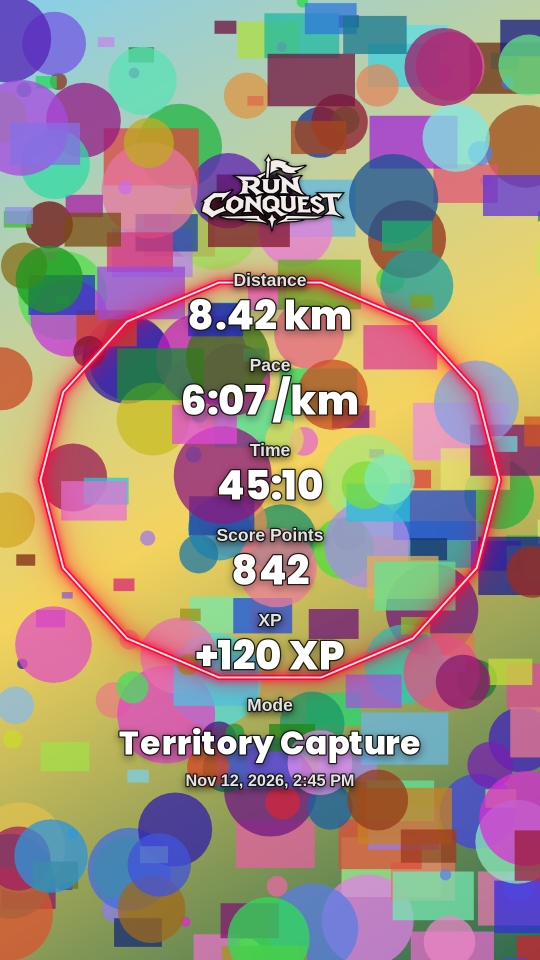 RUN
CONQUEST
Distance
8.42 km
Pace
6:07 /km
Time
45:10
Score Points
842
XP
+120 XP
Mode
Territory Capture
Nov 12, 2026, 2:45 PM